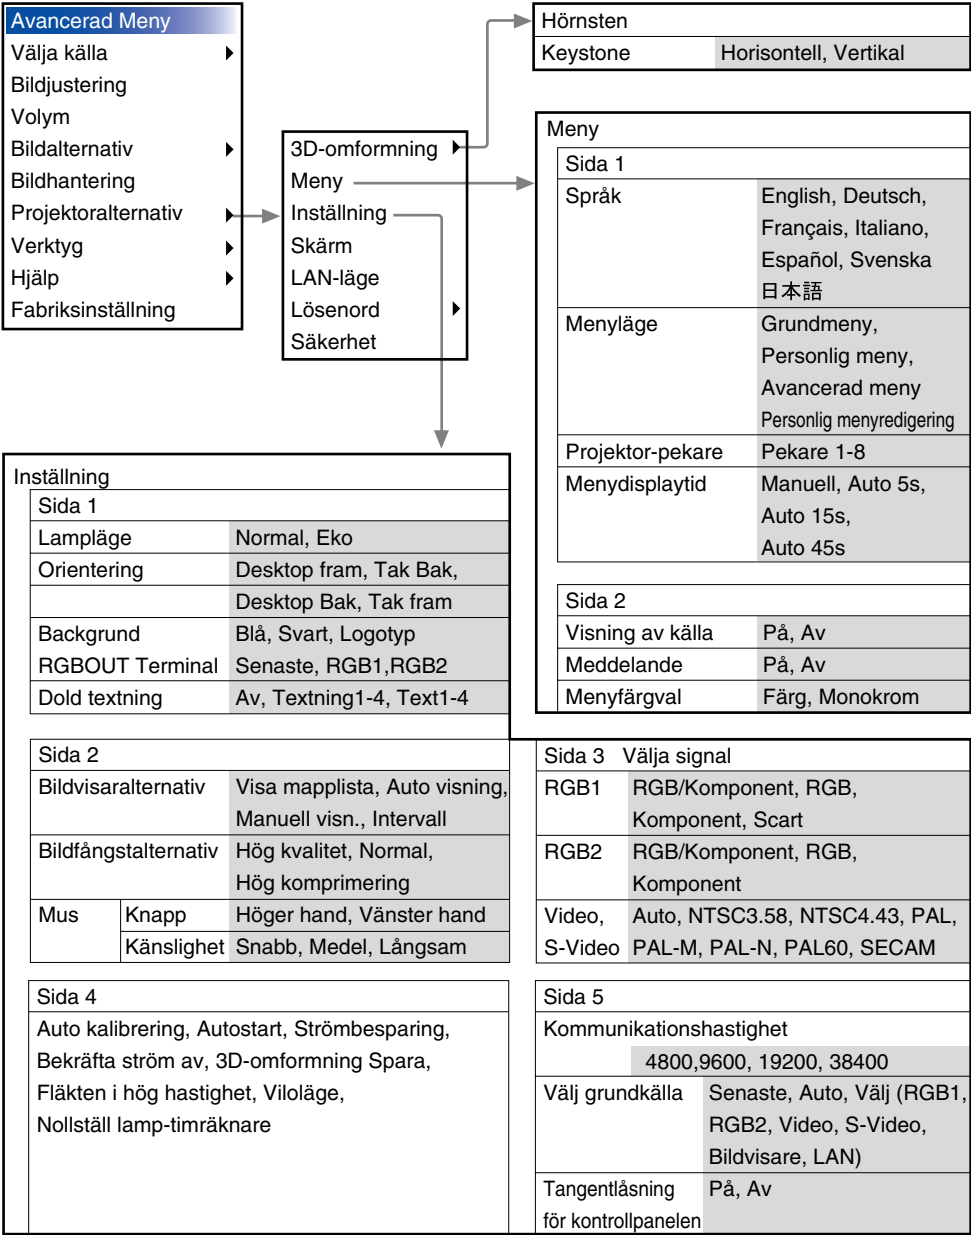 Avancerad Meny
Välja källa
Bildjustering
Volym
Bildalternativ
Bildhantering
Projektoralternativ
Verktyg
Hjälp
Fabriksinställning
3D-omformning
Meny
Inställning
Skärm
LAN-läge
Lösenord
Säkerhet
Hörnsten
Keystone Horisontell, Vertikal
Meny
Sida 1
Språk English, Deutsch,
Français, Italiano,
Español, Svenska
日本語
Menyläge Grundmeny,
Personlig meny,
Avancerad meny
Personlig menyredigering
Projektor-pekare Pekare 1-8
Menydisplaytid Manuell, Auto 5s,
Auto 15s,
Auto 45s
Sida 2
Visning av källa På, Av
Meddelande På, Av
Menyfärgval Färg, Monokrom
Inställning
Sida 1
Lampläge Normal, Eko
Orientering Desktop fram, Tak Bak,
Desktop Bak, Tak fram
Backgrund Blå, Svart, Logotyp
RGBOUT Terminal Senaste, RGB1,RGB2
Dold textning Av, Textning1-4, Text1-4
Sida 2
Bildvisaralternativ Visa mapplista, Auto visning,
Manuell visn., Intervall
Bildfångstalternativ Hög kvalitet, Normal,
Hög komprimering
Mus Knapp Höger hand, Vänster hand
Känslighet Snabb, Medel, Långsam
Sida 3 Välja signal
RGB1 RGB/Komponent, RGB,
Komponent, Scart
RGB2 RGB/Komponent, RGB,
Komponent
Video, Auto, NTSC3.58, NTSC4.43, PAL,
S-Video PAL-M, PAL-N, PAL60, SECAM
Sida 4
Auto kalibrering, Autostart, Strömbesparing,
Bekräfta ström av, 3D-omformning Spara,
Fläkten i hög hastighet, Viloläge,
Nollställ lamp-timräknare
Sida 5
Kommunikationshastighet
4800,9600, 19200, 38400
Välj grundkälla Senaste, Auto, Välj (RGB1,
RGB2, Video, S-Video,
Bildvisare, LAN)
Tangentlåsning På, Av
för kontrollpanelen